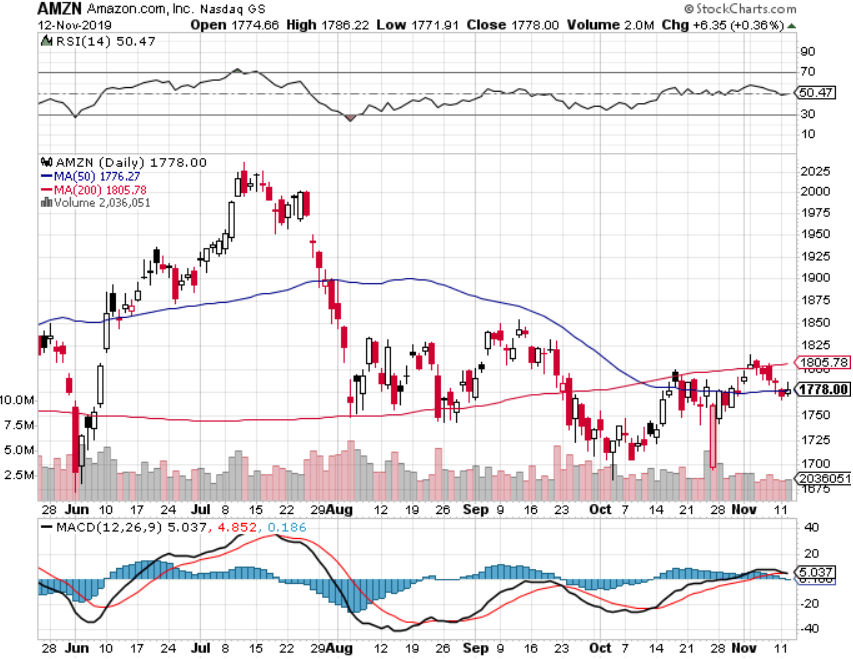 AMZN Amazon.com, Inc. Nasdaq GS © StockCharts.com
12-Nov-2019 Open 1774.66 High 1786.22 Low 1771.91 Close 1778.00 Volume 2.0M Chg +6.35 (+0.36%)
RSI(14) 50.47
90
70
50.47
30
10
AMZN (Daily) 1778.00
MA(50) 1776.27
MA(200) 1805.78
Volume 2,036,051
2025
2000
1975
1950
1925
1900
1875
1850
1825
1805.78
1800
1778.00
10.0M
1750
7.5M
1725
5.0M
1700
2.5M
2036051
1675
28 Jun 10 17 24 Jul 8 15 22 29 Aug 12 19 26 Sep 9 16 23 Oct 7 14 21 28 Nov 11
MACD(12,26,9) 5.037, 4.852, 0.186
40
20
5.037
-20
-40
28 Jun 10 17 24 Jul 8 15 22 29 Aug 12 19 26 Sep 9 16 23 Oct 7 14 21 28 Nov 11